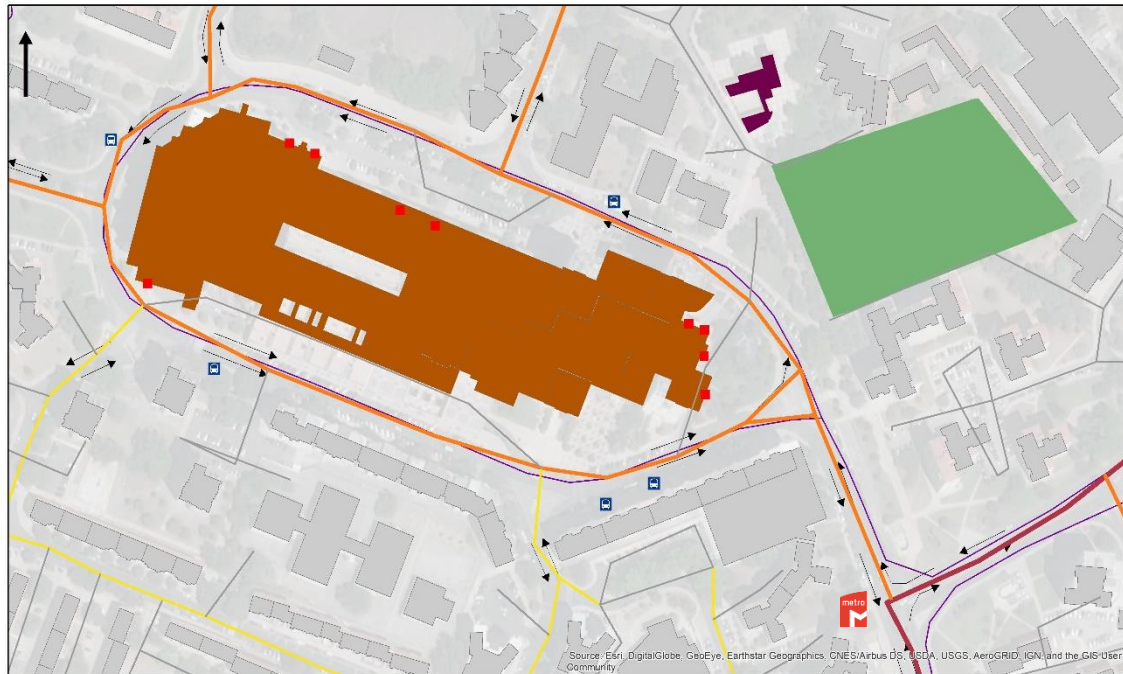 metro
M
Source: Esri, DigitalGlobe, GeoEye, Earthstar Geographics, CNES/Airbus DS, USDA, USGS, AeroGRID, IGN, and the GIS User
Community